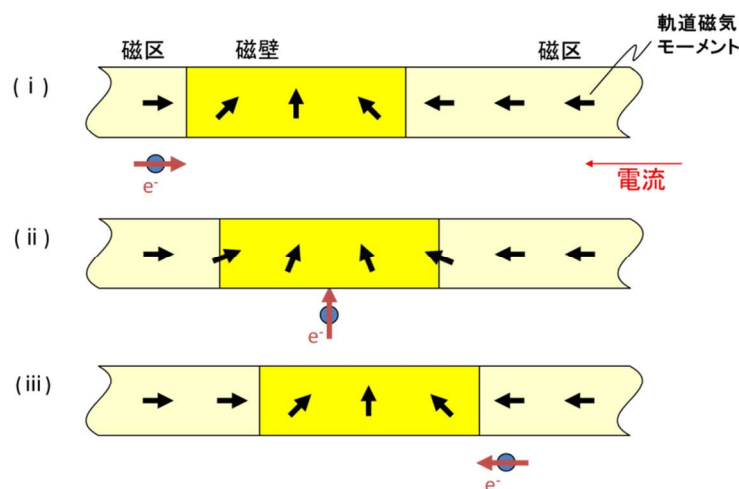 軌道磁気
モーメント
磁区
磁壁
磁区
(ⅰ)
e-
電流
(ⅱ)
e-
(ⅲ)
e-